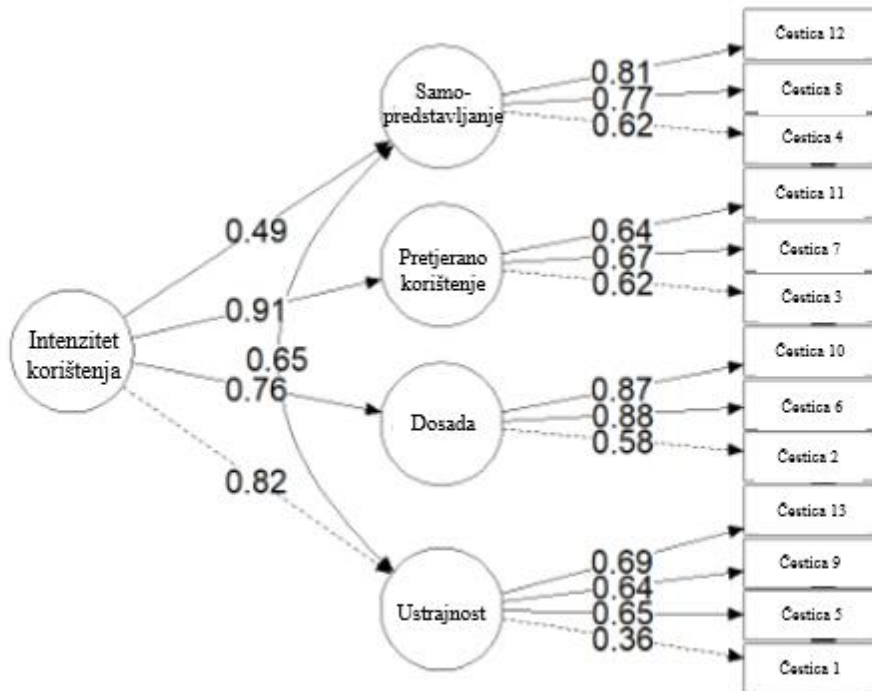 Čestica 12
0.81
Samo-
predstavljanje
0.77
Čestica 8
0.62
Čestica 4
Čestica 11
0.49
0.64
Pretjerano
korištenje
0.67
Čestica 7
0.62
Čestica 3
0.91
Intenzitet
korištenja
0.65
0.76
Čestica 10
0.87
Dosada
0.88
Čestica 6
0.58
Čestica 2
0.82
Čestica 13
0.69
0.64
Čestica 9
Ustrajnost
0.65
Čestica 5
0.36
Čestica 1